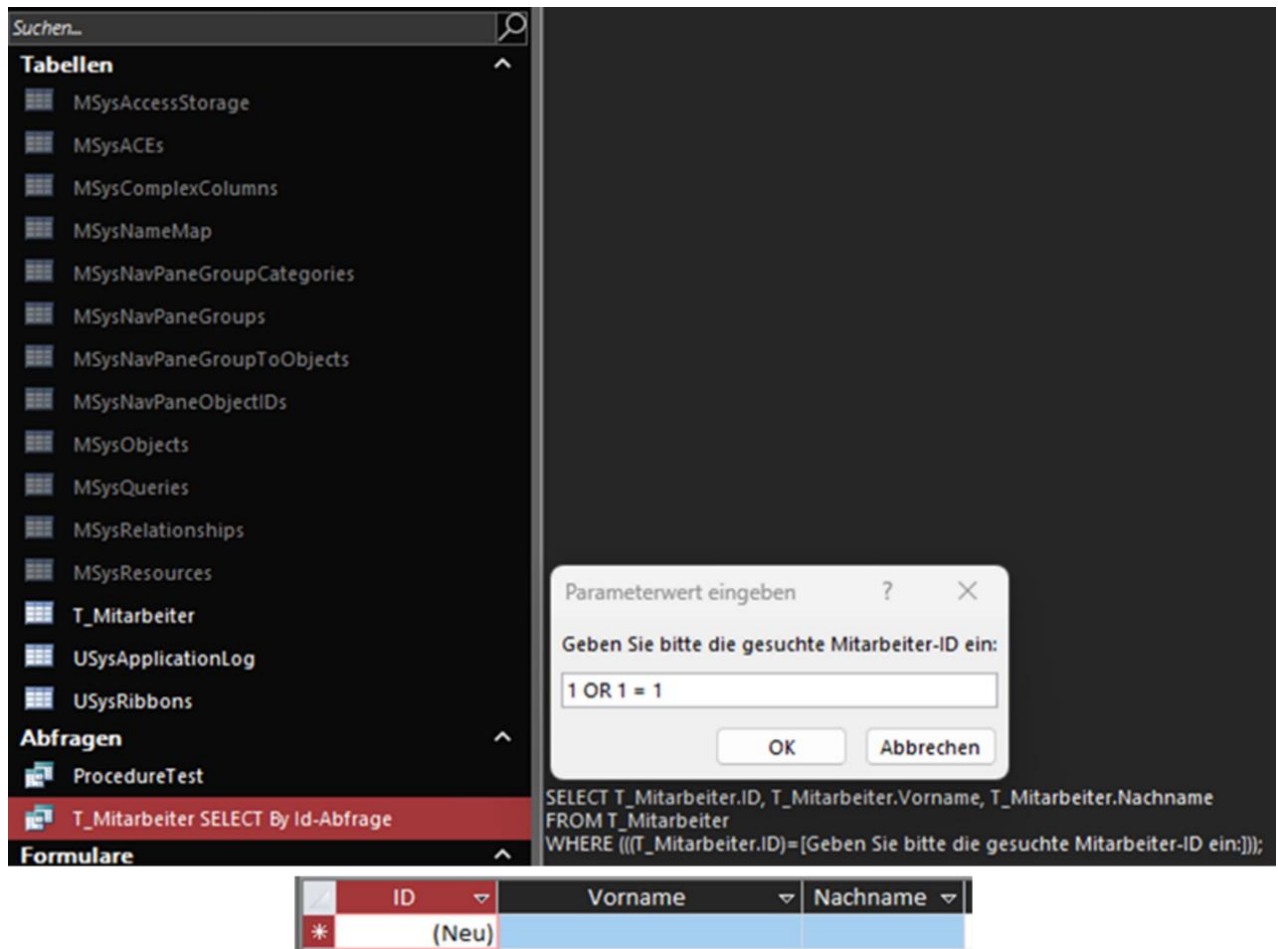 Suchen...
Tabellen
MSysAccessStorage
MSysACEs
MSysComplexColumns
MSysNameMap
MSysNavPaneGroupCategories
MSysNavPaneGroups
MSysNavPaneGroupToObjects
MSysNavPaneObjectIDs
MSysObjects
MSysQueries
MSysRelationships
MSysResources
T_Mitarbeiter
USysApplicationLog
USysRibbons
Abfragen
ProcedureTest
T_Mitarbeiter SELECT By Id-Abfrage
Formulare
Parameterwert eingeben ?
Geben Sie bitte die gesuchte Mitarbeiter-ID ein:
1 OR 1 = 1
OK Abbrechen
SELECT T_Mitarbeiter.ID, T_Mitarbeiter.Vorname, T_Mitarbeiter.Nachname
FROM T_Mitarbeiter
WHERE (((T_Mitarbeiter.ID)=[Geben Sie bitte die gesuchte Mitarbeiter-ID ein:]));
ID Vorname Nachname
* (Neu)